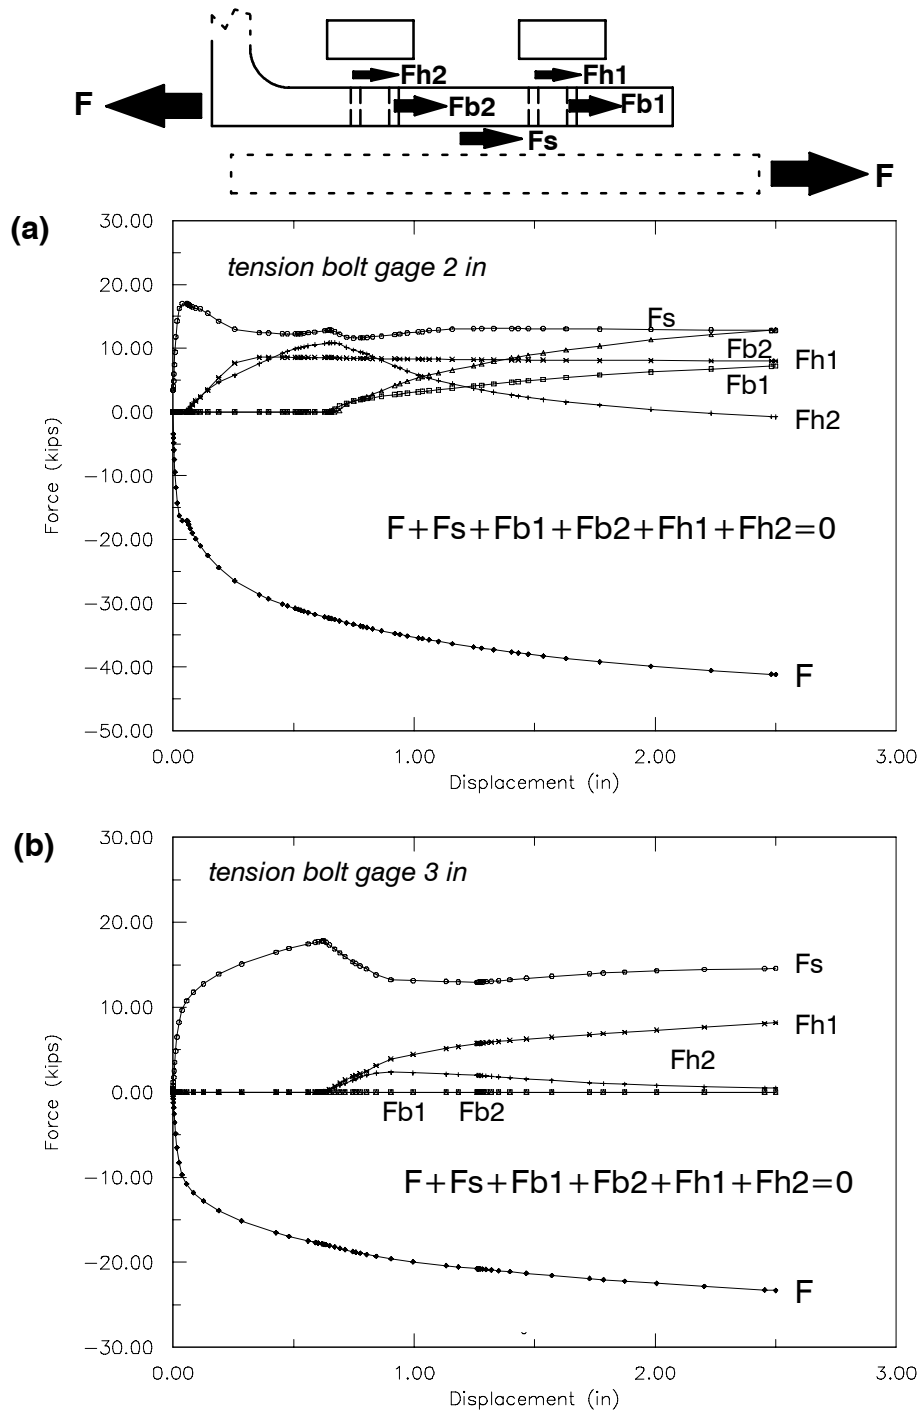 Fh2 Fh1
F Fb2 Fb1
Fs
F
(a)
30.00
tension bolt gage 2 in
20.00
Fs
10.00
Fb2
Fh1
Fb1
0.00
Fh2
Force (kips)
−10.00
F+Fs+Fb1+Fb2+Fh1+Fh2=0
−20.00
−30.00
−40.00
F
−50.00
0.00 1.00 2.00 3.00
Displacement (in)
(b)
30.00
tension bolt gage 3 in
20.00
Fs
10.00
Fh1
Fh2
0.00
Fb1 Fb2
Force (kips)
−10.00
F+Fs+Fb1+Fb2+Fh1+Fh2=0
−20.00
F
−30.00
0.00 1.00 2.00 3.00
Displacement (in)